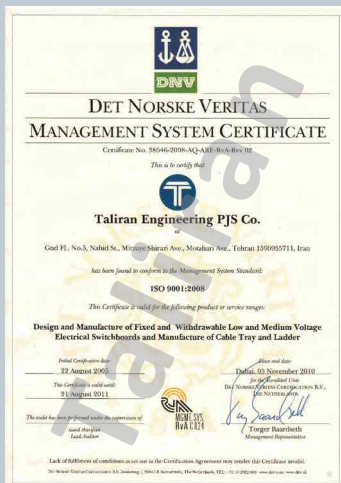 DNV
DET NORSKE VERITAS
MANAGEMENT SYSTEM CERTIFICATE
Certificate No. 38546-2008-AQ-ARE-RvA-Rev 02
This is to certify that
Taliran Engineering PJS Co.
at
Gnd Fl., No.5, Nahid St., Mirzaye Shirazi Ave., Motahari Ave., Tehran 1595955711, Iran
has been found to conform to the Management System Standard:
ISO 9001:2008
This Certificate is valid for the following product or service ranges:
Design and Manufacture of Fixed and Withdrawable Low and Medium Voltage
Electrical Switchboards and Manufacture of Cable Tray and Ladder
Initial Certification date:
22 August 2005
Place and date:
Dubai, 03 November 2010
This Certificate is valid until:
21 August 2011
for the Accredited Unit:
DET NORSKE VERITAS CERTIFICATION B.V.,
THE NETHERLANDS
The audit has been performed under the supervision of
Lead Auditor
MGMT. SYS.
RvA C 024
Torger Baardseth
Management Representative
Lack of fulfilment of conditions as set out in the Certification Agreement may render this Certificate invalid.
Taliran